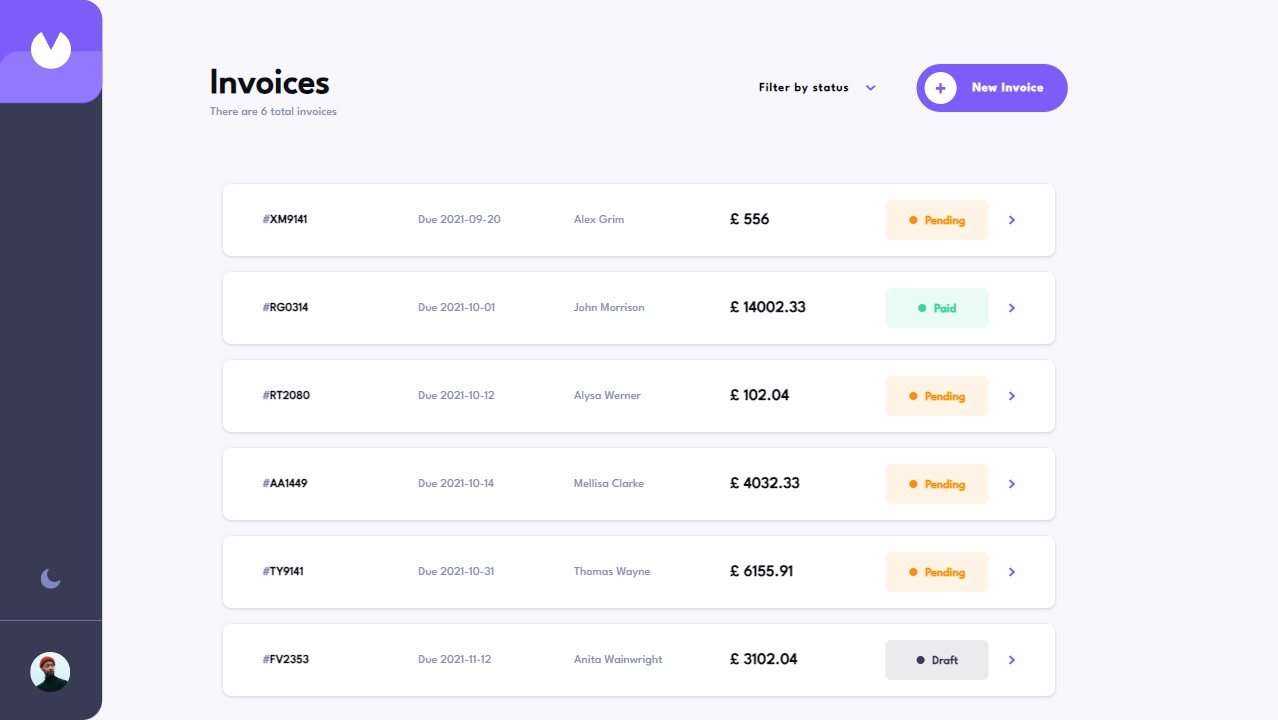 Invoices
There are 6 total invoices
Filter by status
New Invoice
#XM9141 Due 2021-09-20 Alex Grim £ 556 Pending
#RG0314 Due 2021-10-01 John Morrison £ 14002.33 Paid
#RT2080 Due 2021-10-12 Alysa Werner £ 102.04 Pending
#AA1449 Due 2021-10-14 Mellisa Clarke £ 4032.33 Pending
#TY9141 Due 2021-10-31 Thomas Wayne £ 6155.91 Pending
#FV2353 Due 2021-11-12 Anita Wainwright £ 3102.04 Draft